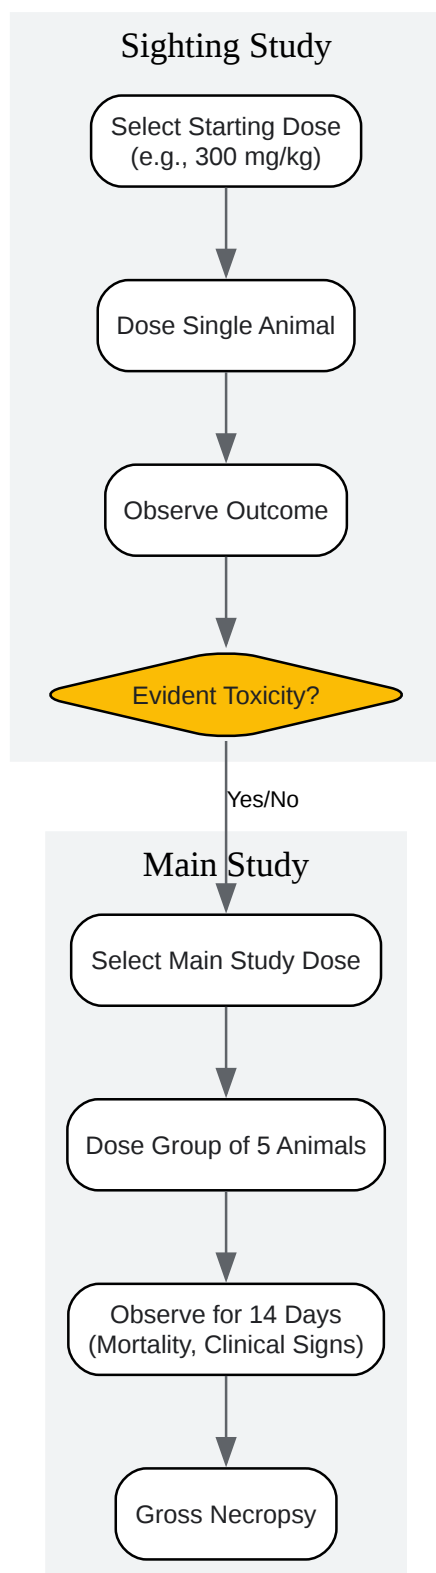 Sighting Study
Select Starting Dose
(e.g., 300 mg/kg)
Dose Single Animal
Observe Outcome
Evident Toxicity?
Yes/No
Main Study
Select Main Study Dose
Dose Group of 5 Animals
Observe for 14 Days
(Mortality, Clinical Signs)
Gross Necropsy